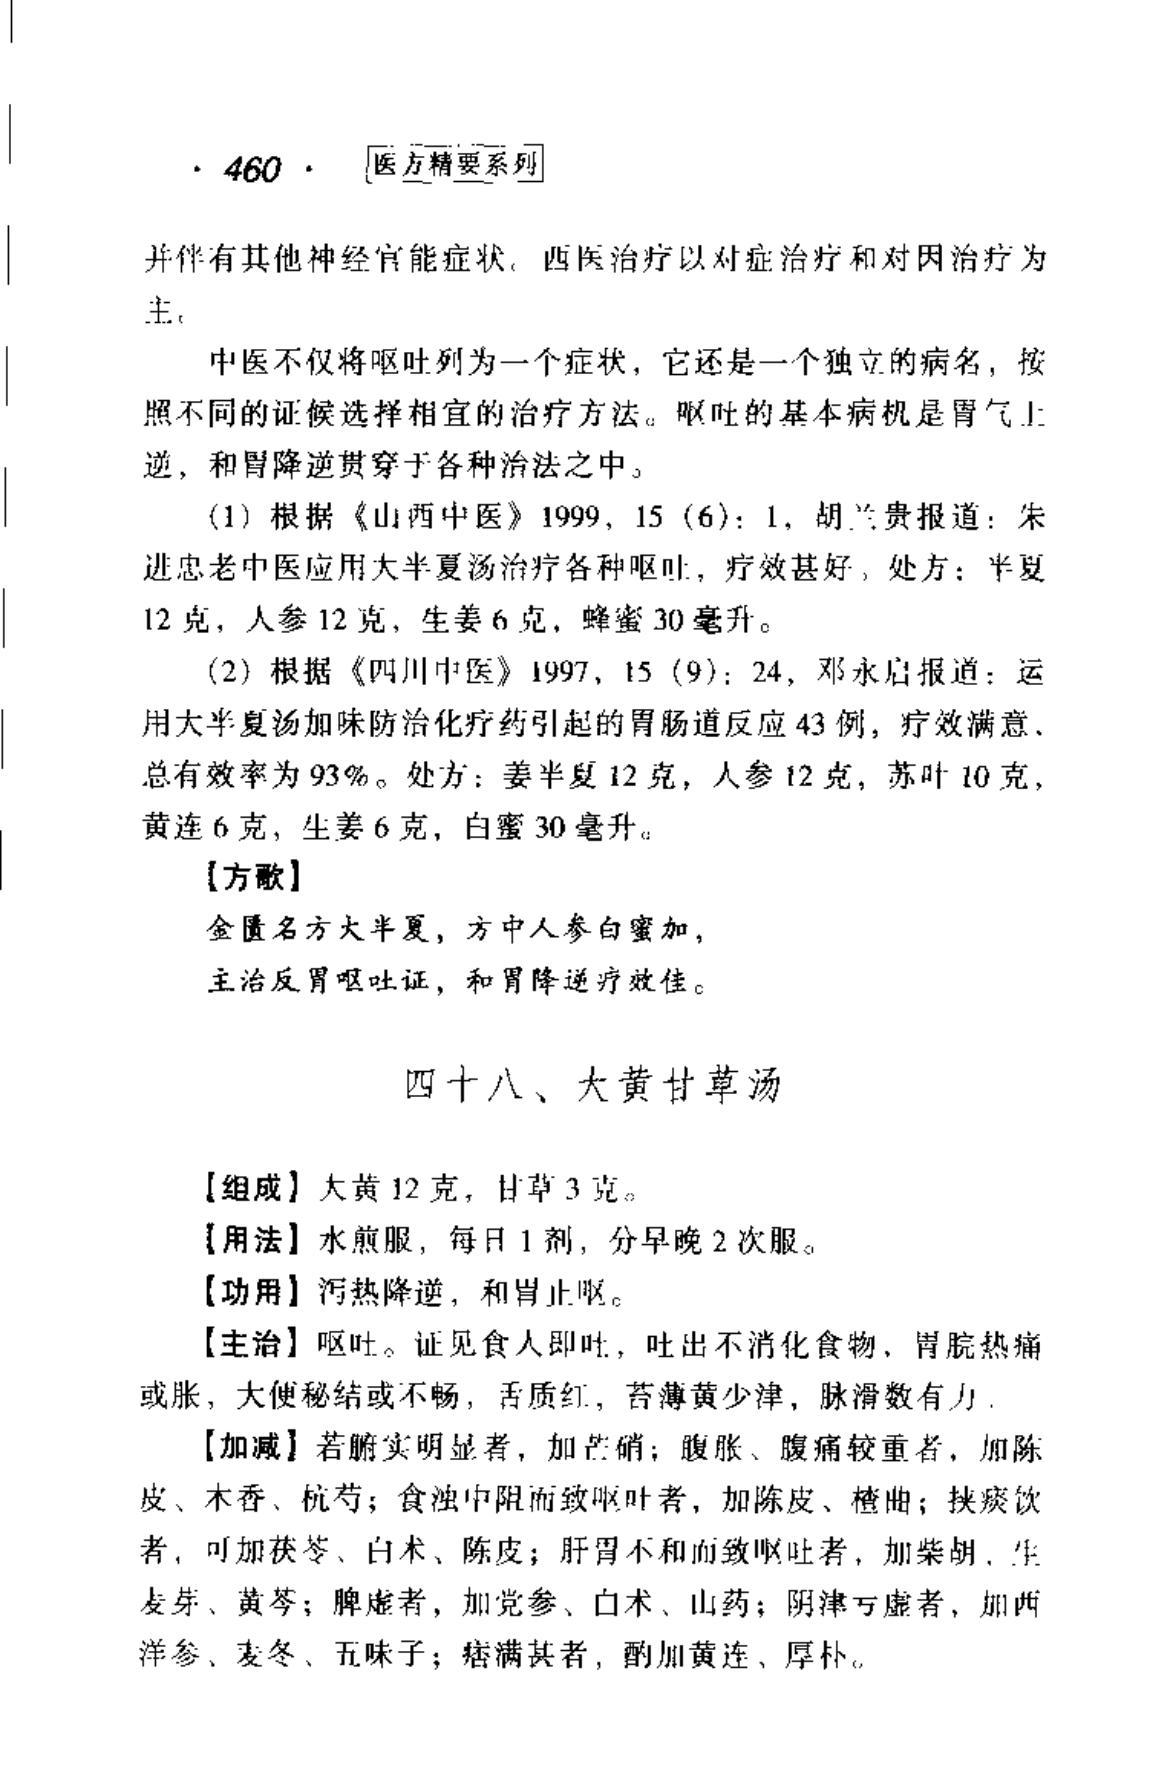 · 460 · 医方精要系列
并伴有其他神经官能症状。西医治疗以对症治疗和对因治疗为
主。
中医不仅将呕吐列为一个症状，它还是一个独立的病名，按
照不同的证候选择相宜的治疗方法。呕吐的基本病机是胃气上
逆，和胃降逆贯穿于各种治法之中。
(1) 根据《山西中医》1999，15 (6)：1，胡兰贵报道：朱
进忠老中医应用大半夏汤治疗各种呕吐，疗效甚好。处方：半夏
12 克，人参 12 克，生姜 6 克，蜂蜜 30 毫升。
(2) 根据《四川中医》1997，15 (9)：24，邓永启报道：运
用大半夏汤加味防治化疗药引起的胃肠道反应 43 例，疗效满意、
总有效率为 93%。处方：姜半夏 12 克，人参 12 克，苏叶 10 克，
黄连 6 克，生姜 6 克，白蜜 30 毫升。
【方歌】
金匮名方大半夏，方中人参白蜜加，
主治反胃呕吐证，和胃降逆疗效佳。
四十八、大黄甘草汤
【组成】大黄 12 克，甘草 3 克。
【用法】水煎服，每日 1 剂，分早晚 2 次服。
【功用】泻热降逆，和胃止呕。
【主治】呕吐。证见食入即吐，吐出不消化食物，胃脘热痛
或胀，大便秘结或不畅，舌质红，苔薄黄少津，脉滑数有力．
【加减】若腑实明显者，加芒硝；腹胀、腹痛较重者，加陈
皮、木香、杭芍；食浊中阻而致呕吐者，加陈皮、楂曲；挟痰饮
者，可加茯苓、白术、陈皮；肝胃不和而致呕吐者，加柴胡、生
麦芽、黄芩；脾虚者，加党参、白术、山药；阴津亏虚者，加西
洋参、麦冬、五味子；痞满甚者，酌加黄连、厚朴。